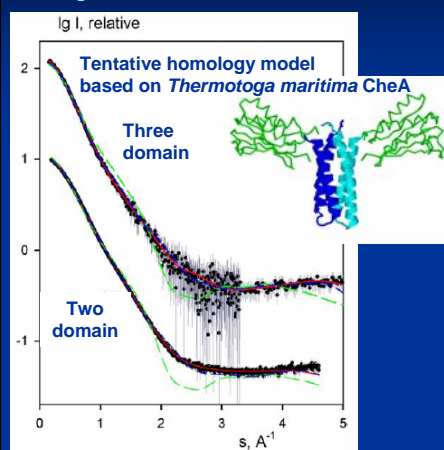 lg I, relative
Tentative homology model
based on Thermotoga maritima CheA
Three
domain
Two
domain
2
1
0
-1
0
1
2
3
4
5
s, A⁻¹